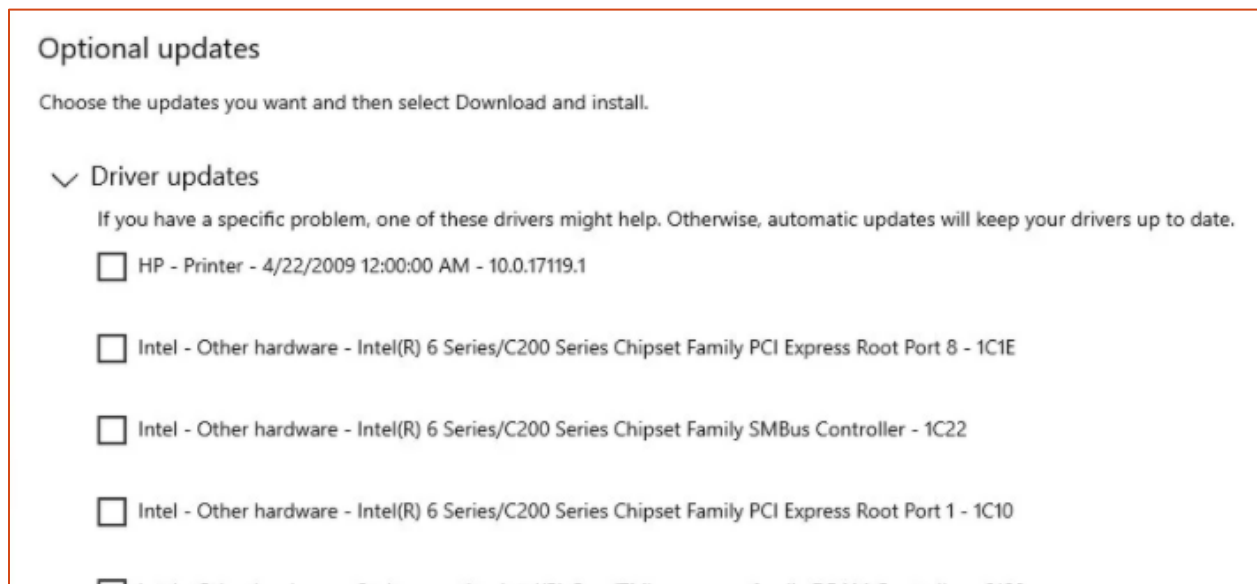 Optional updates
Choose the updates you want and then select Download and install.
Driver updates
If you have a specific problem, one of these drivers might help. Otherwise, automatic updates will keep your drivers up to date.
HP - Printer - 4/22/2009 12:00:00 AM - 10.0.17119.1
Intel - Other hardware - Intel(R) 6 Series/C200 Series Chipset Family PCI Express Root Port 8 - 1C1E
Intel - Other hardware - Intel(R) 6 Series/C200 Series Chipset Family SMBus Controller - 1C22
Intel - Other hardware - Intel(R) 6 Series/C200 Series Chipset Family PCI Express Root Port 1 - 1C10